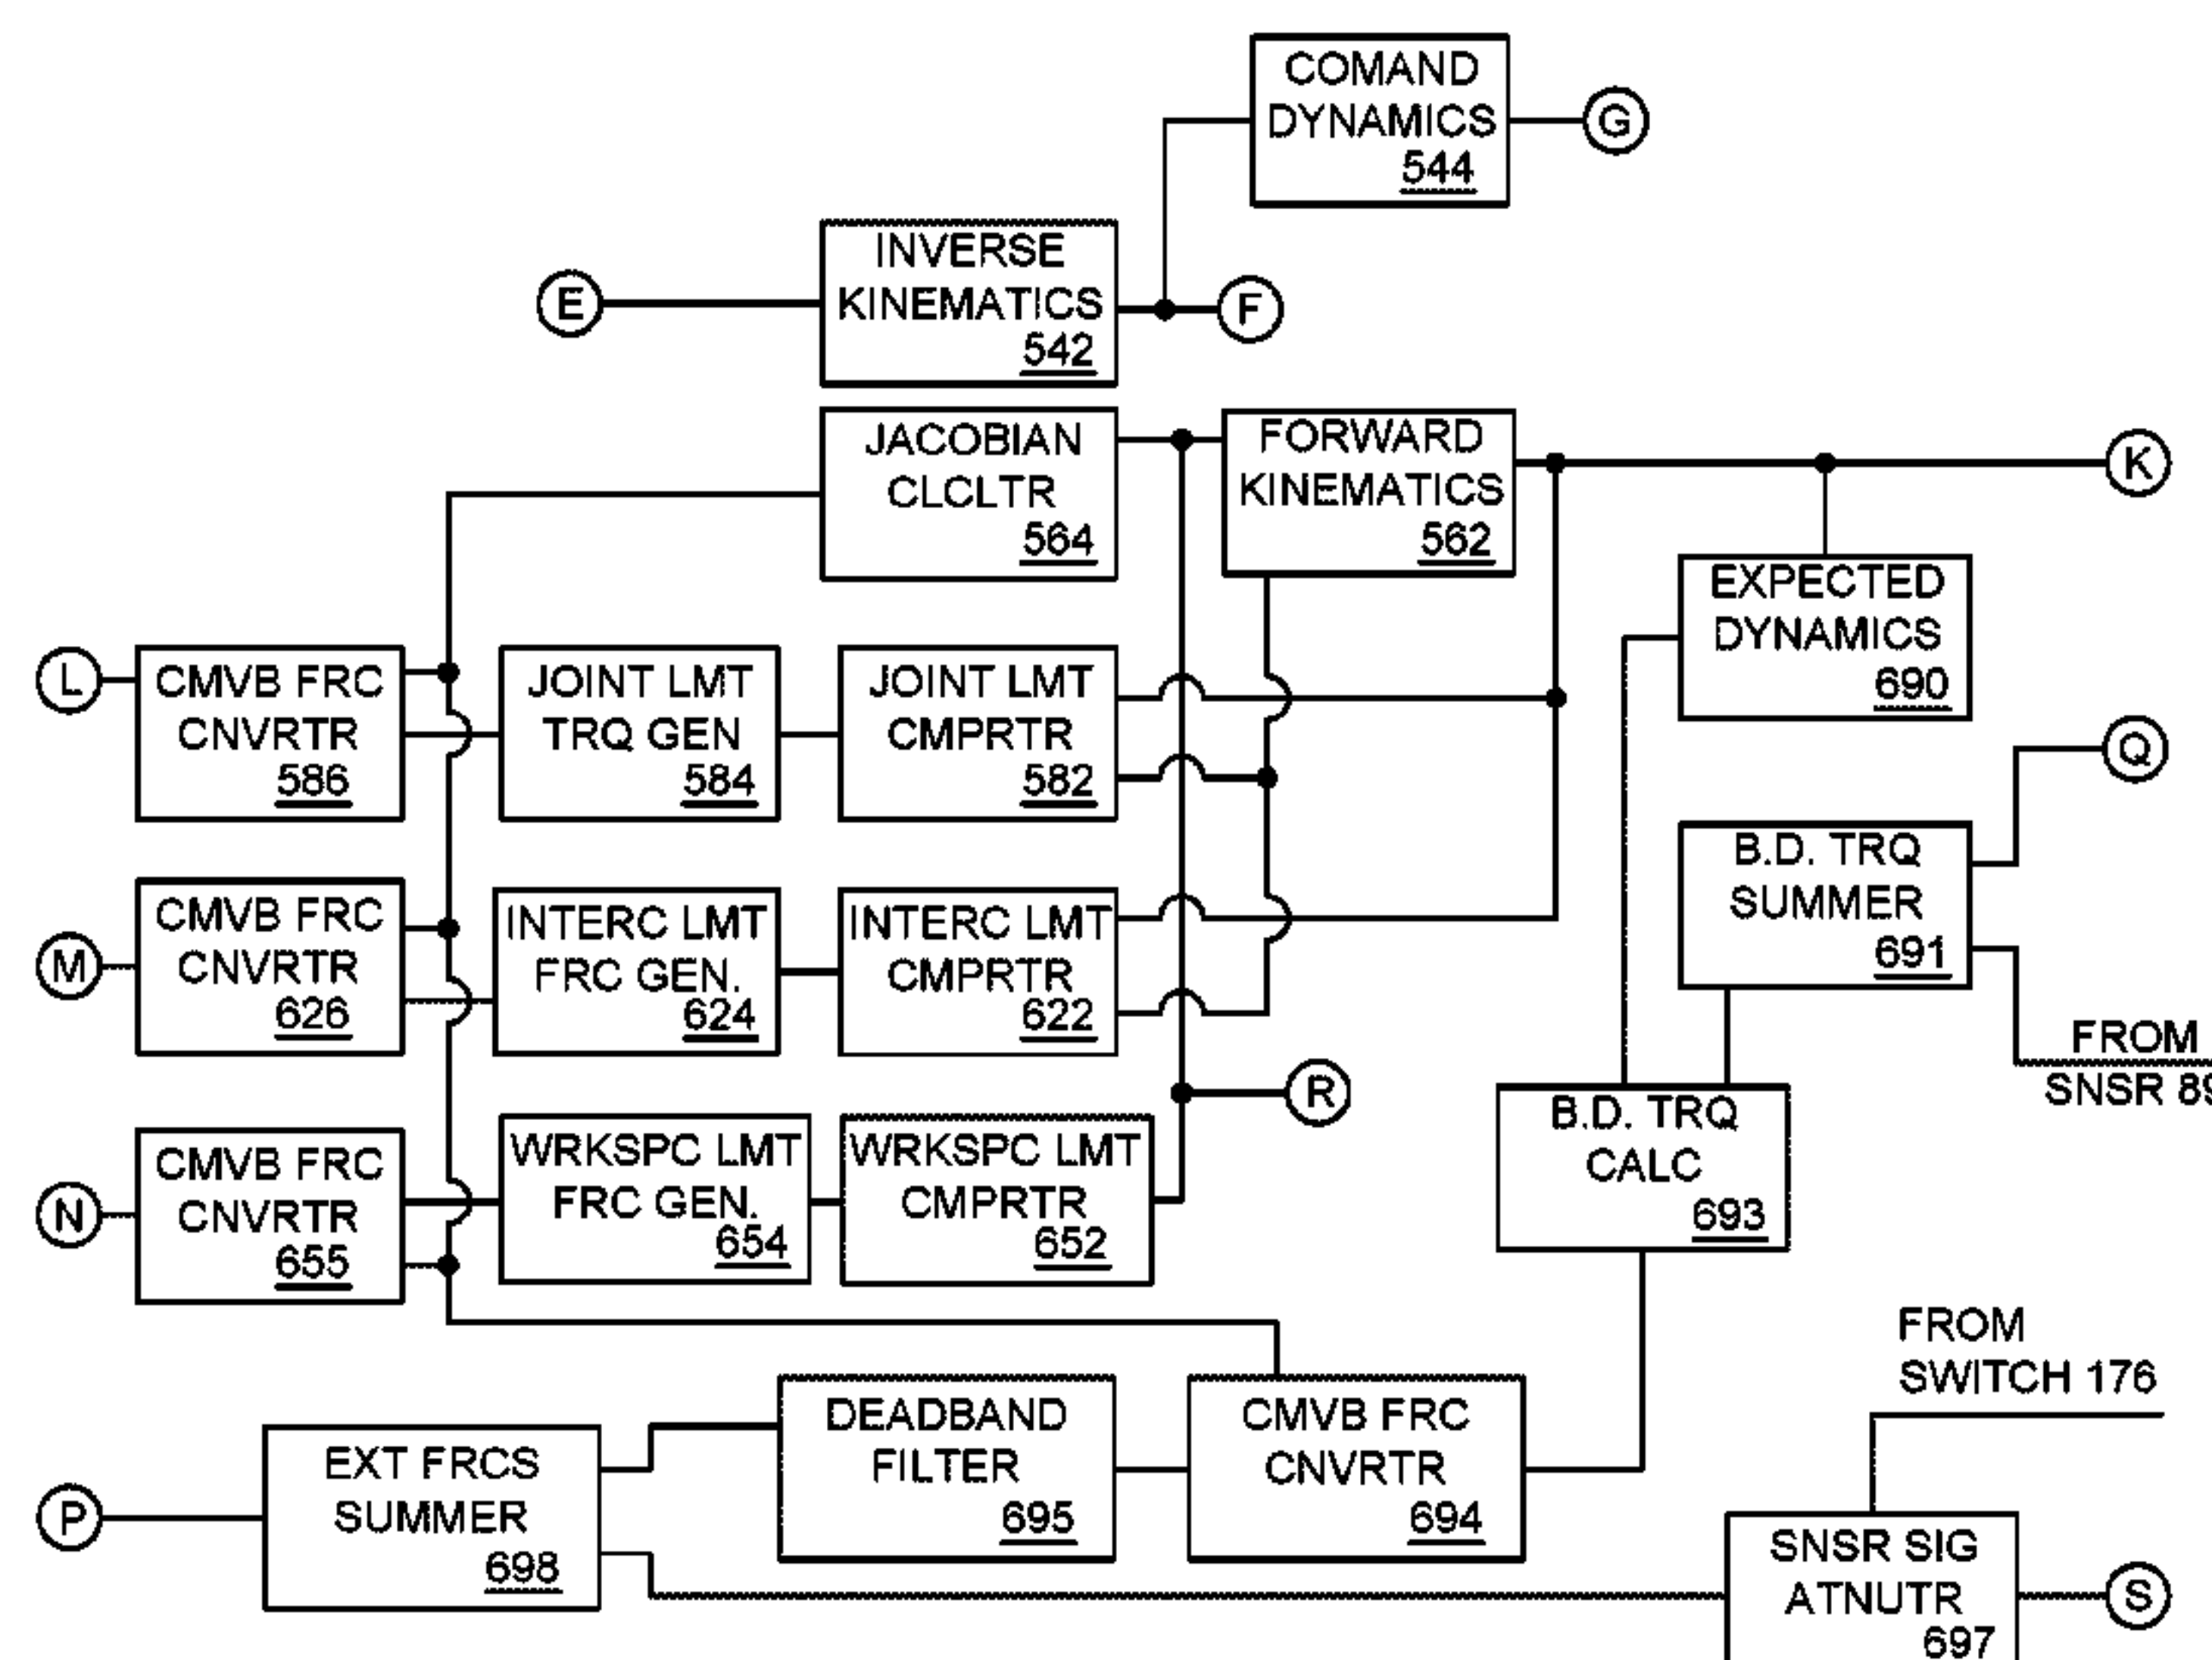 COMAND
DYNAMICS
544
G
INVERSE
KINEMATICS
542
E
F
JACOBIAN
CLCLTR
564
FORWARD
KINEMATICS
562
K
EXPECTED
DYNAMICS
690
L
CMVB FRC
CNVRTR
586
JOINT LMT
TRQ GEN
584
JOINT LMT
CMPRTR
582
Q
B.D. TRQ
SUMMER
691
M
CMVB FRC
CNVRTR
626
INTERC LMT
FRC GEN.
624
INTERC LMT
CMPRTR
622
FROM
SNSR 89
R
B.D. TRQ
CALC
693
N
CMVB FRC
CNVRTR
655
WRKSPC LMT
FRC GEN.
654
WRKSPC LMT
CMPRTR
652
FROM
SWITCH 176
P
EXT FRCS
SUMMER
698
DEADBAND
FILTER
695
CMVB FRC
CNVRTR
694
SNSR SIG
ATNUTR
697
S